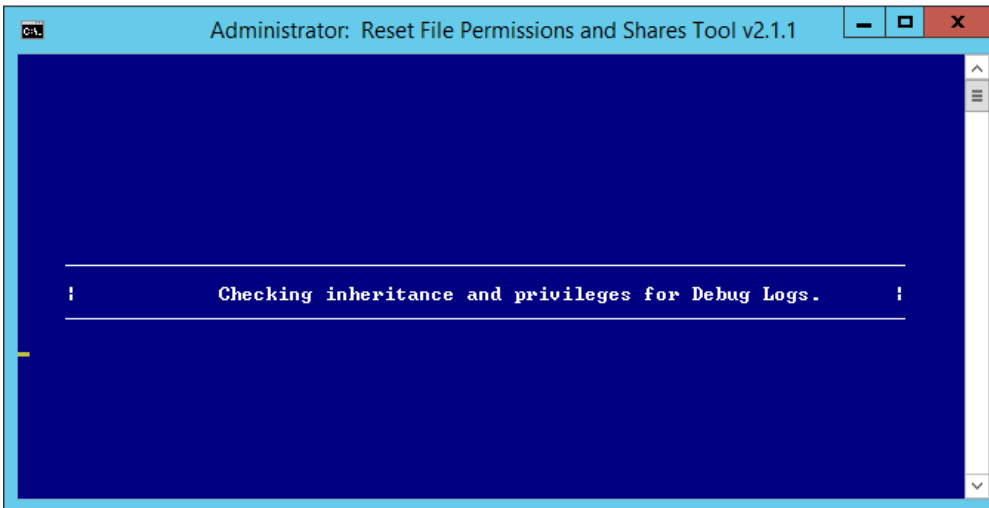 Administrator: Reset File Permissions and Shares Tool v2.1.1
Checking inheritance and privileges for Debug Logs.